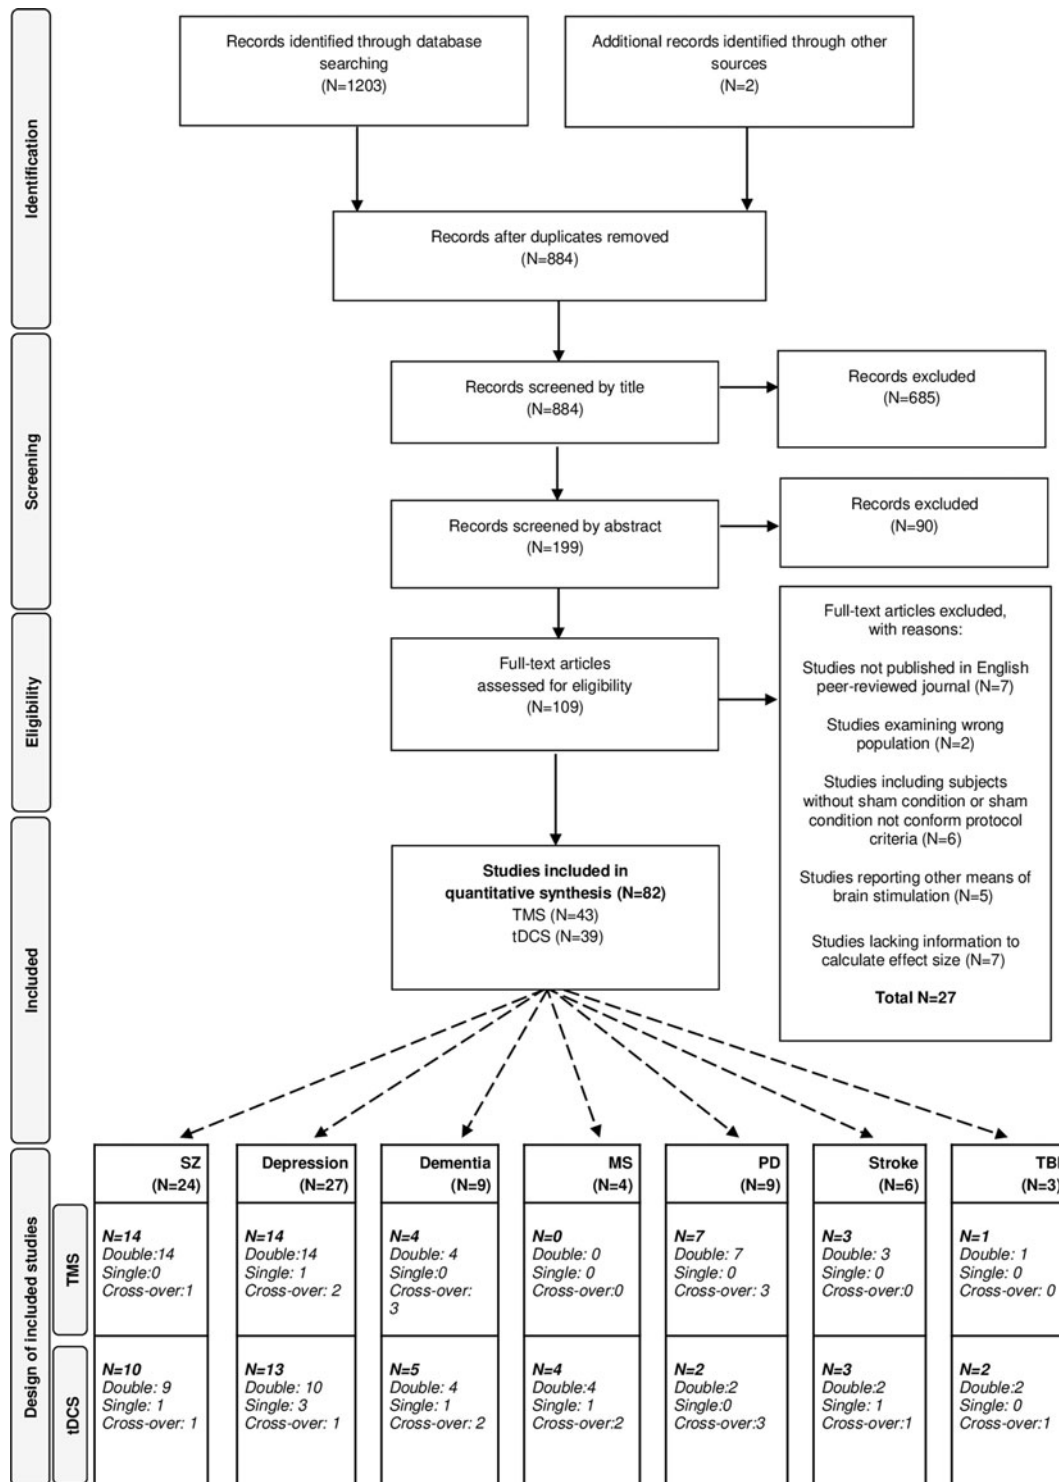 Identification
Records identified through database
searching
(N=1203)
Additional records identified through other
sources
(N=2)
Records after duplicates removed
(N=884)
Screening
Records screened by title
(N=884)
Records excluded
(N=685)
Records screened by abstract
(N=199)
Records excluded
(N=90)
Eligibility
Full-text articles
assessed for eligibility
(N=109)
Full-text articles excluded,
with reasons:
Studies not published in English
peer-reviewed journal (N=7)
Studies examining wrong
population (N=2)
Studies including subjects
without sham condition or sham
condition not conform protocol
criteria (N=6)
Studies reporting other means of
brain stimulation (N=5)
Studies lacking information to
calculate effect size (N=7)
Total N=27
Included
Studies included in
quantitative synthesis (N=82)
TMS (N=43)
tDCS (N=39)
Design of included studies
SZ
(N=24)
Depression
(N=27)
Dementia
(N=9)
MS
(N=4)
PD
(N=9)
Stroke
(N=6)
TBI
(N=3)
TMS
N=14
Double:14
Single:0
Cross-over:1
N=14
Double:14
Single: 1
Cross-over: 2
N=4
Double: 4
Single:0
Cross-over:
3
N=0
Double: 0
Single: 0
Cross-over:0
N=7
Double: 7
Single: 0
Cross-over: 3
N=3
Double: 3
Single: 0
Cross-over:0
N=1
Double: 1
Single: 0
Cross-over: 0
tDCS
N=10
Double: 9
Single: 1
Cross-over: 1
N=13
Double: 10
Single: 3
Cross-over: 1
N=5
Double: 4
Single: 1
Cross-over: 2
N=4
Double:4
Single: 1
Cross-over:2
N=2
Double:2
Single:0
Cross-over:3
N=3
Double:2
Single: 1
Cross-over:1
N=2
Double:2
Single: 0
Cross-over:1